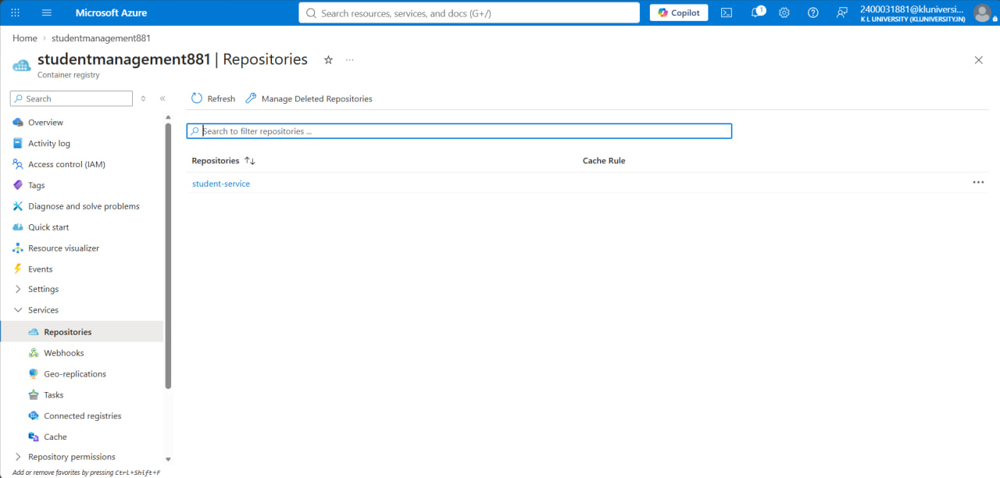 Microsoft Azure
Search resources, services, and docs (G+/)
Copilot
1
2400031881@kluniversi...
K L UNIVERSITY (KLUNIVERSITY.IN)
Home > studentmanagement881
studentmanagement881 | Repositories
Container registry
Search
Refresh
Manage Deleted Repositories
Overview
Activity log
Access control (IAM)
Tags
Diagnose and solve problems
Quick start
Resource visualizer
Events
Settings
Services
Repositories
Webhooks
Geo-replications
Tasks
Connected registries
Cache
Repository permissions
Add or remove favorites by pressing Ctrl+Shift+F
Search to filter repositories ...
Repositories
Cache Rule
student-service